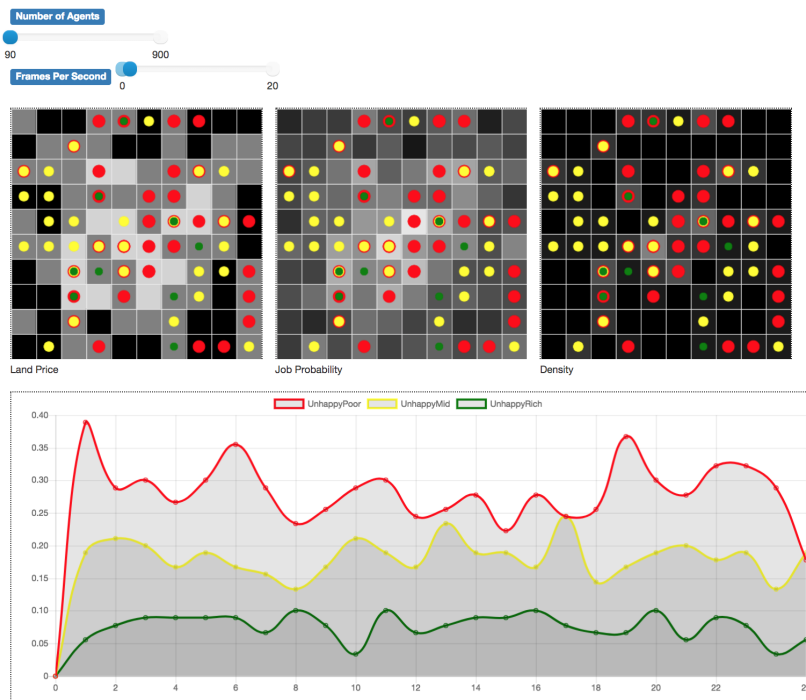 Number of Agents
90 900
Frames Per Second
0 20
Land Price Job Probability Density
UnhappyPoor UnhappyMid UnhappyRich
0.40
0.35
0.30
0.25
0.20
0.15
0.10
0.05
0
0 2 4 6 8 10 12 14 16 18 20 22